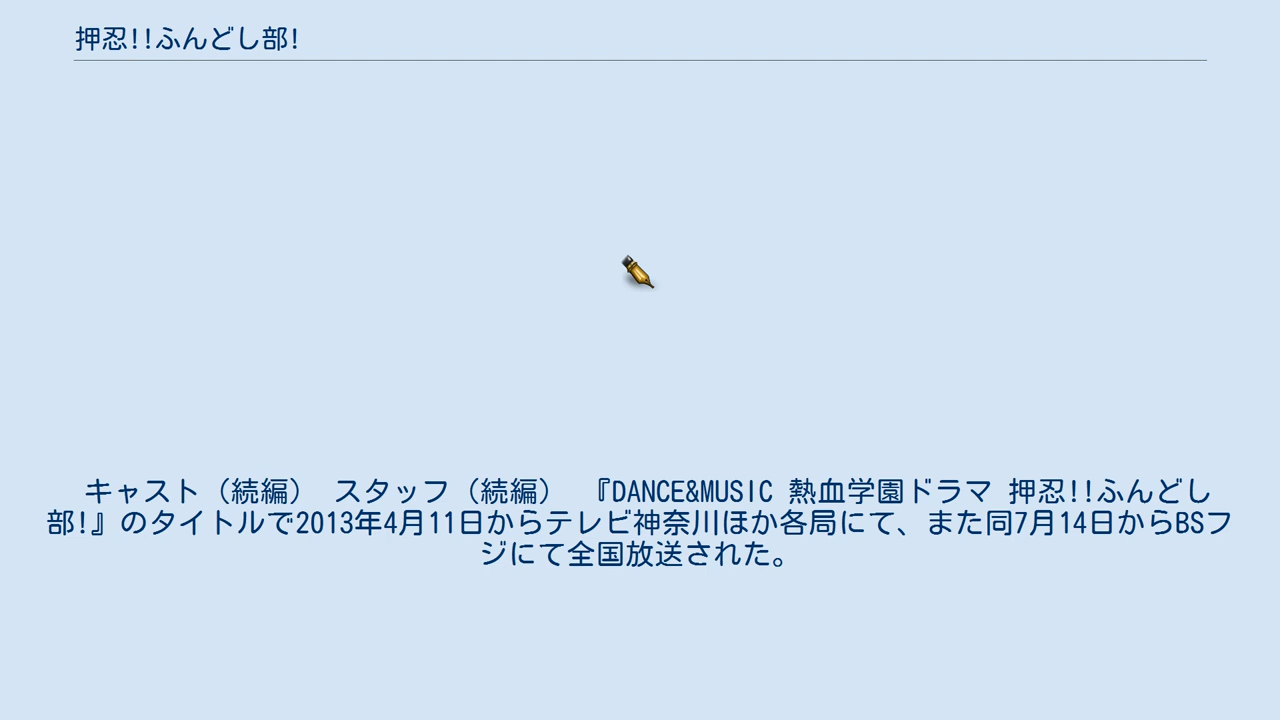 押忍!!ふんどし部!
キャスト（続編） スタッフ（続編） 『DANCE&MUSIC 熱血学園ドラマ 押忍!!ふんどし
部!』のタイトルで2013年4月11日からテレビ神奈川ほか各局にて、また同7月14日からBSフ
ジにて全国放送された。